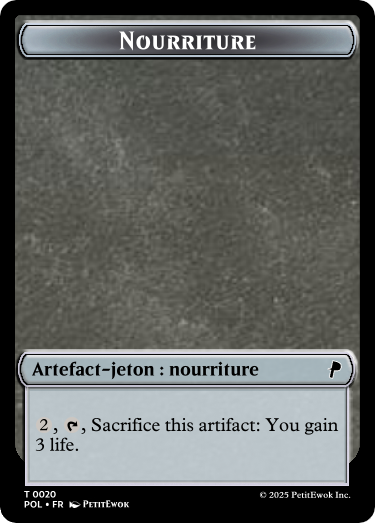 Nourriture
Artefact-jeton : nourriture
2, , Sacrifice this artifact: You gain
3 life.
T 0020
POL • FR PetitEwok
© 2025 PetitEwok Inc.